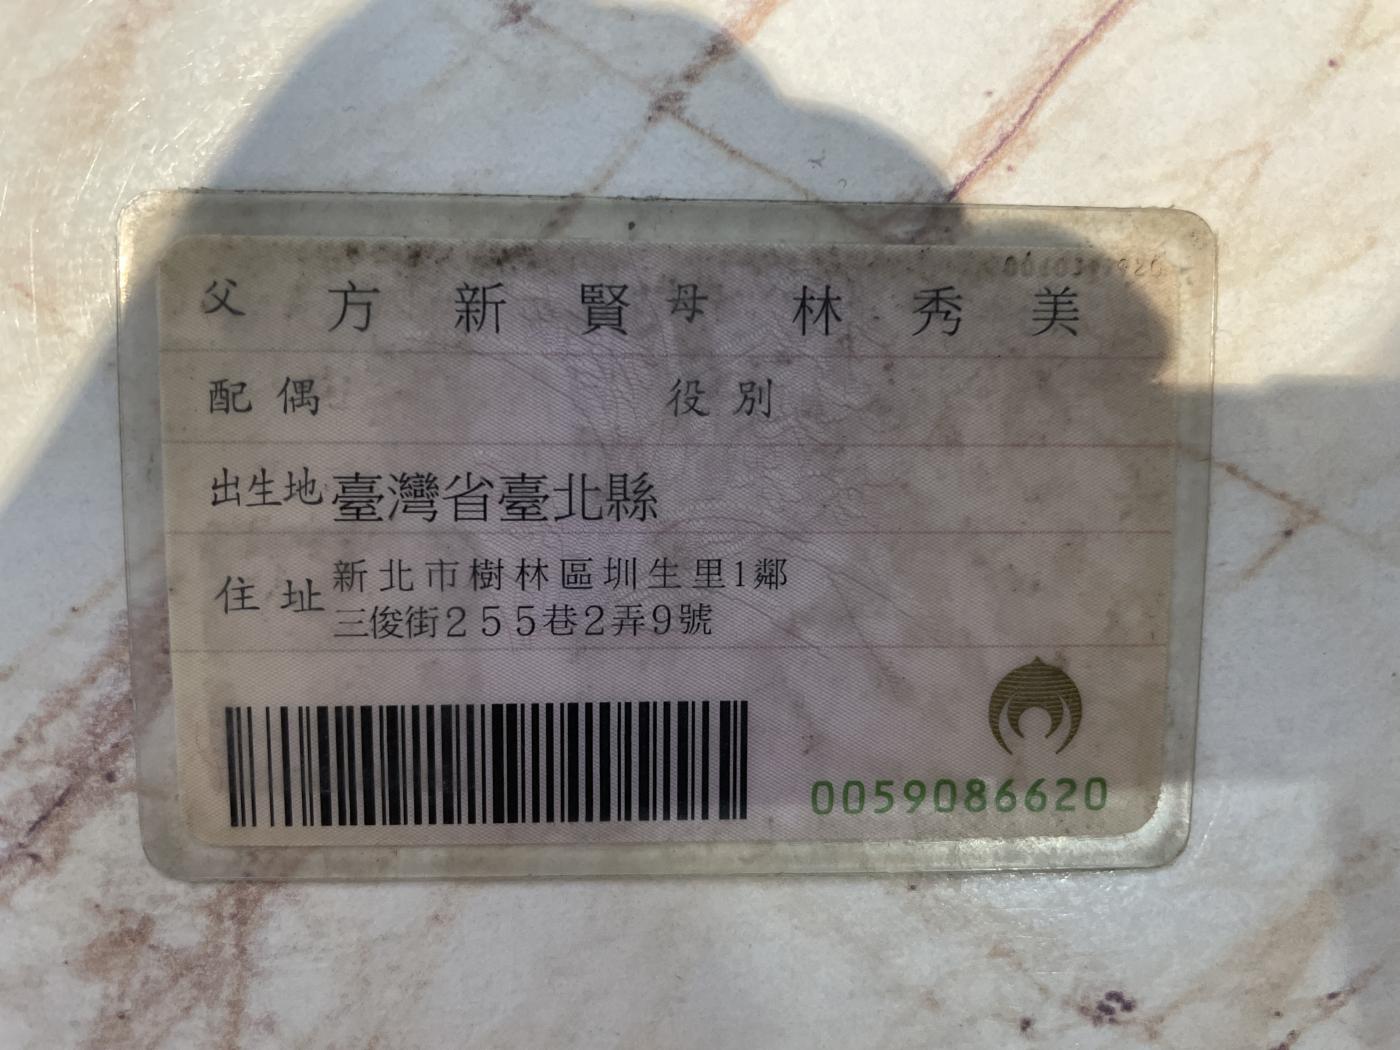 父 方新賢 母 林秀美
配偶 役別
出生地 臺灣省臺北縣
住址 新北市樹林區圳生里1鄰
三俊街255巷2弄9號
0059086620